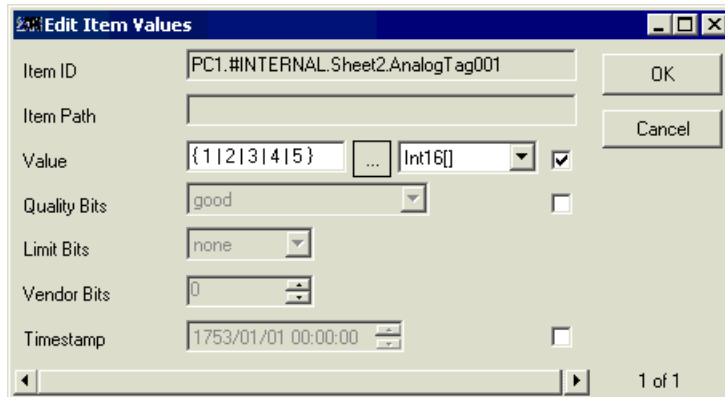 Edit Item Values
Item ID PC1.#INTERNAL.Sheet2.AnalogTag001 OK
Item Path Cancel
Value {1|2|3|4|5} ... Int16[]
Quality Bits good
Limit Bits none
Vendor Bits 0
Timestamp 1753/01/01 00:00:00
1 of 1